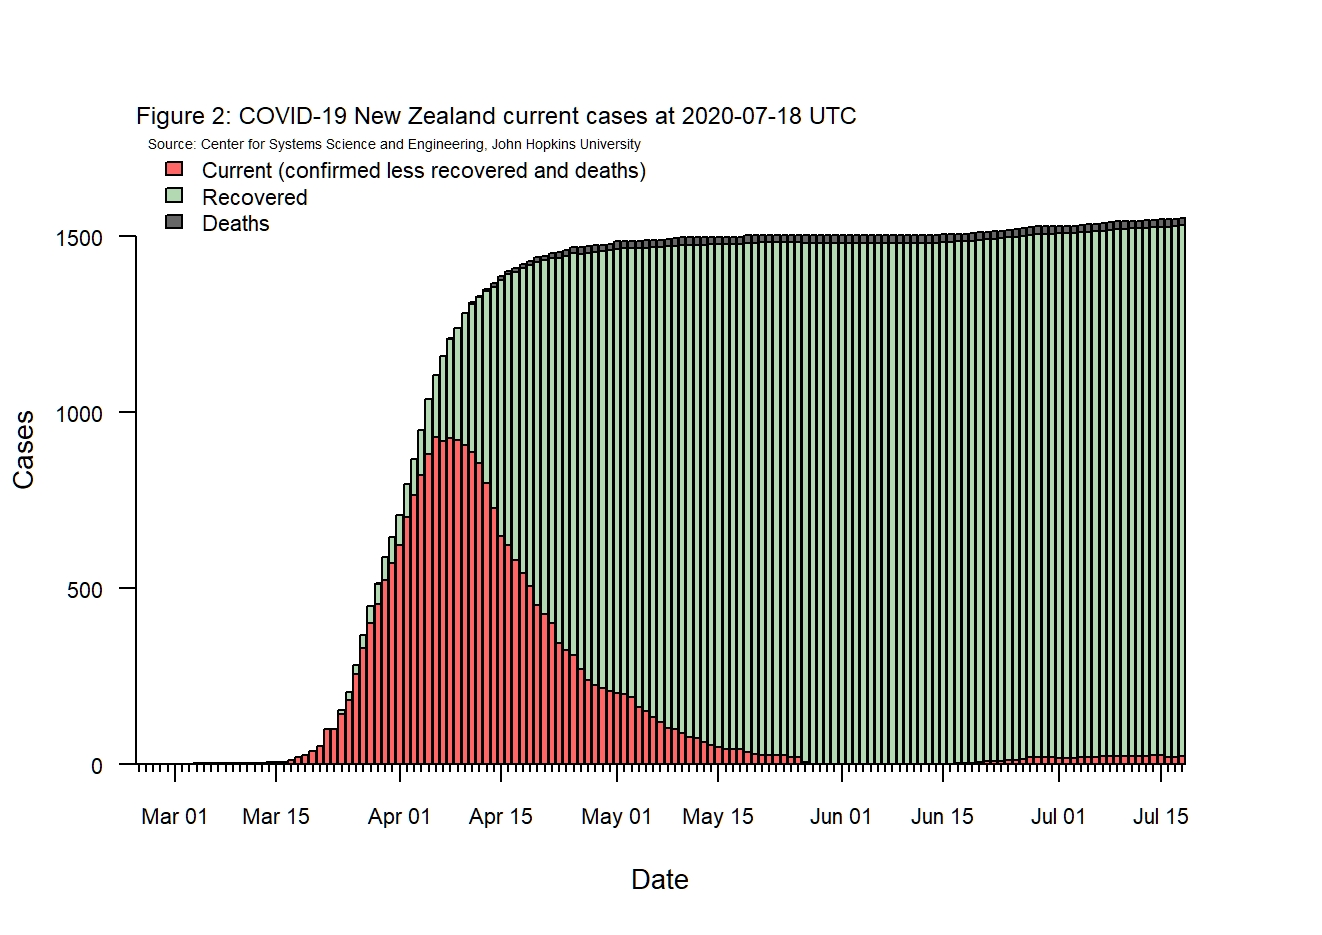 Figure 2: COVID-19 New Zealand current cases at 2020-07-18 UTC
Source: Center for Systems Science and Engineering, John Hopkins University
Current (confirmed less recovered and deaths)
Recovered
Deaths
1500
1000
500
0
Cases
Mar 01 Mar 15 Apr 01 Apr 15 May 01 May 15 Jun 01 Jun 15 Jul 01 Jul 15
Date